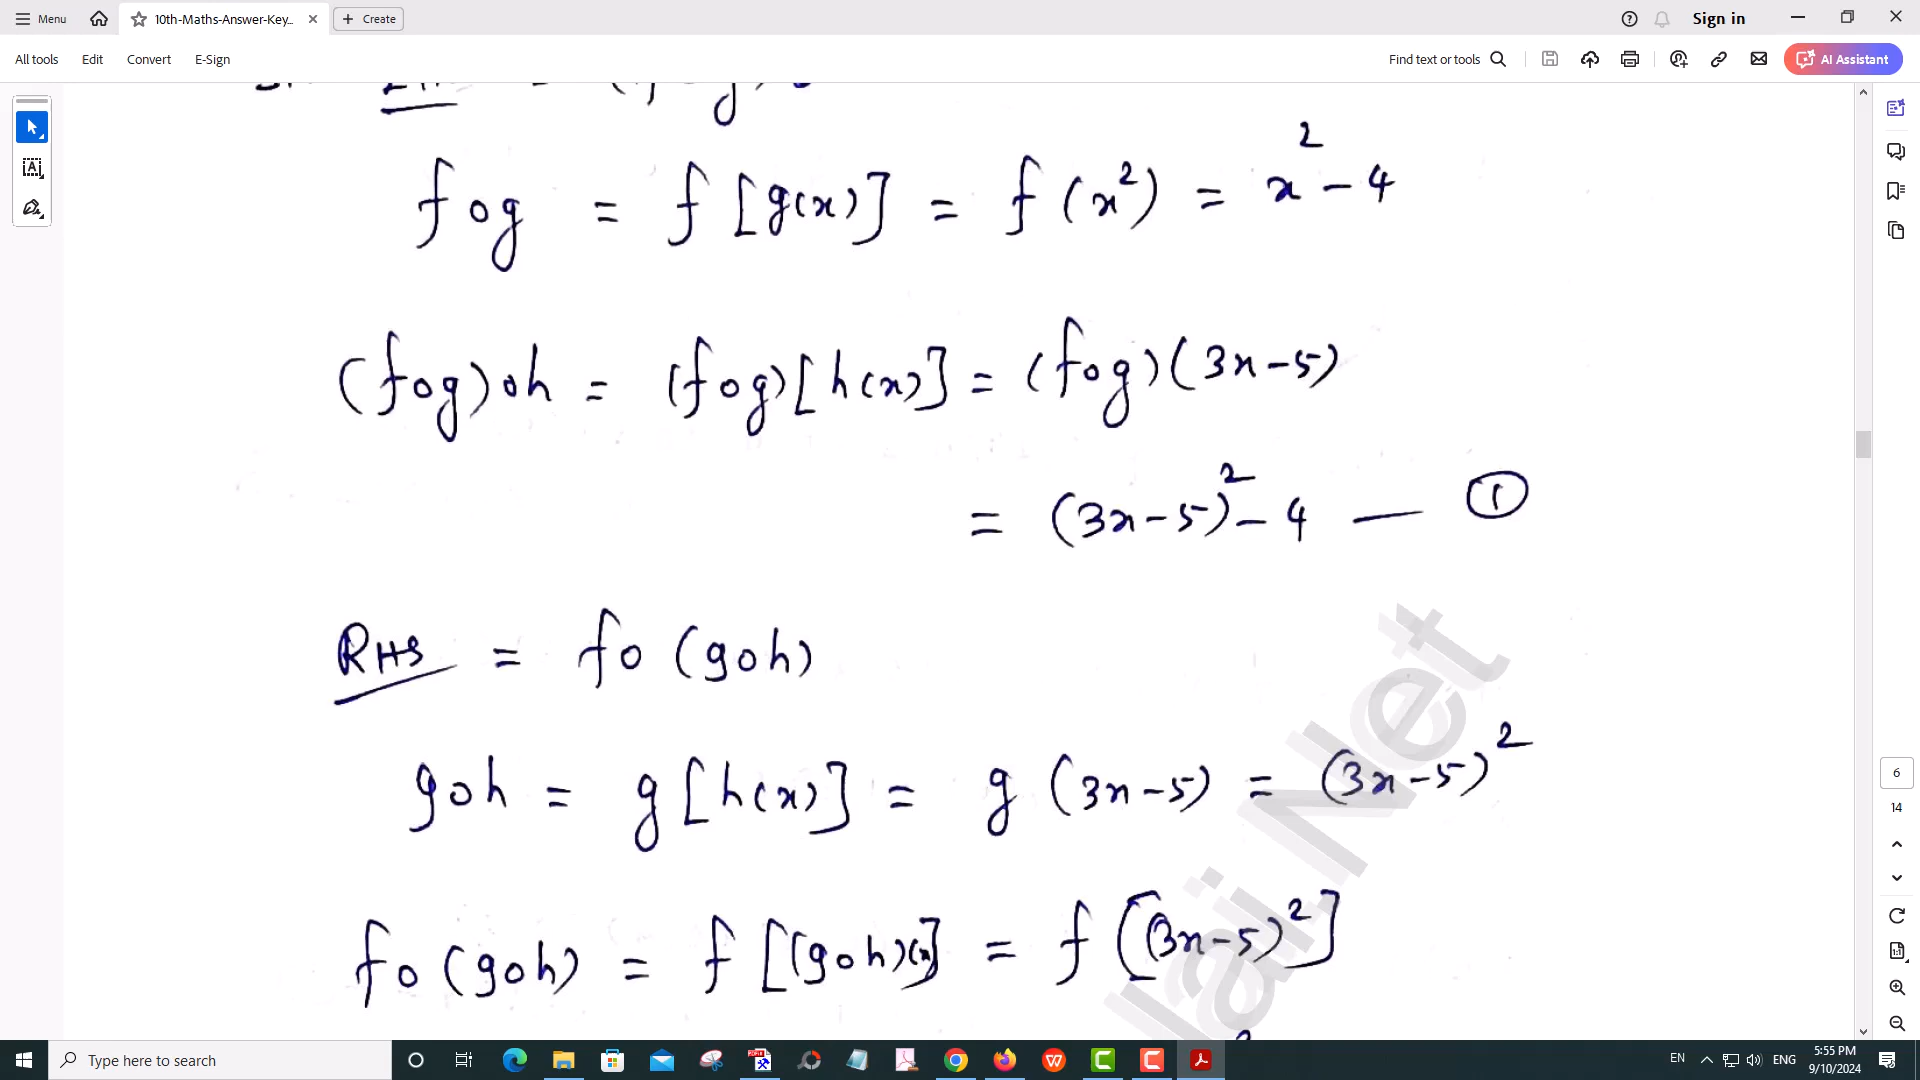 Menu 10th-Maths-Answer-Key... Create Sign in
All tools Edit Convert E-Sign Find text or tools AI Assistant
fog = f[g(x)] = f(x²) = x² - 4
(fog)oh = (fog)[h(x)] = (fog)(3x-5)
= (3x-5)² - 4 — ①
RHS = fo(goh)
goh = g[h(x)] = g(3x-5) = (3x-5)²
fo(goh) = f[(goh)(x)] = f[(3x-5)²]
lai.Net
6
14
Type here to search
EN ENG 5:55 PM
9/10/2024